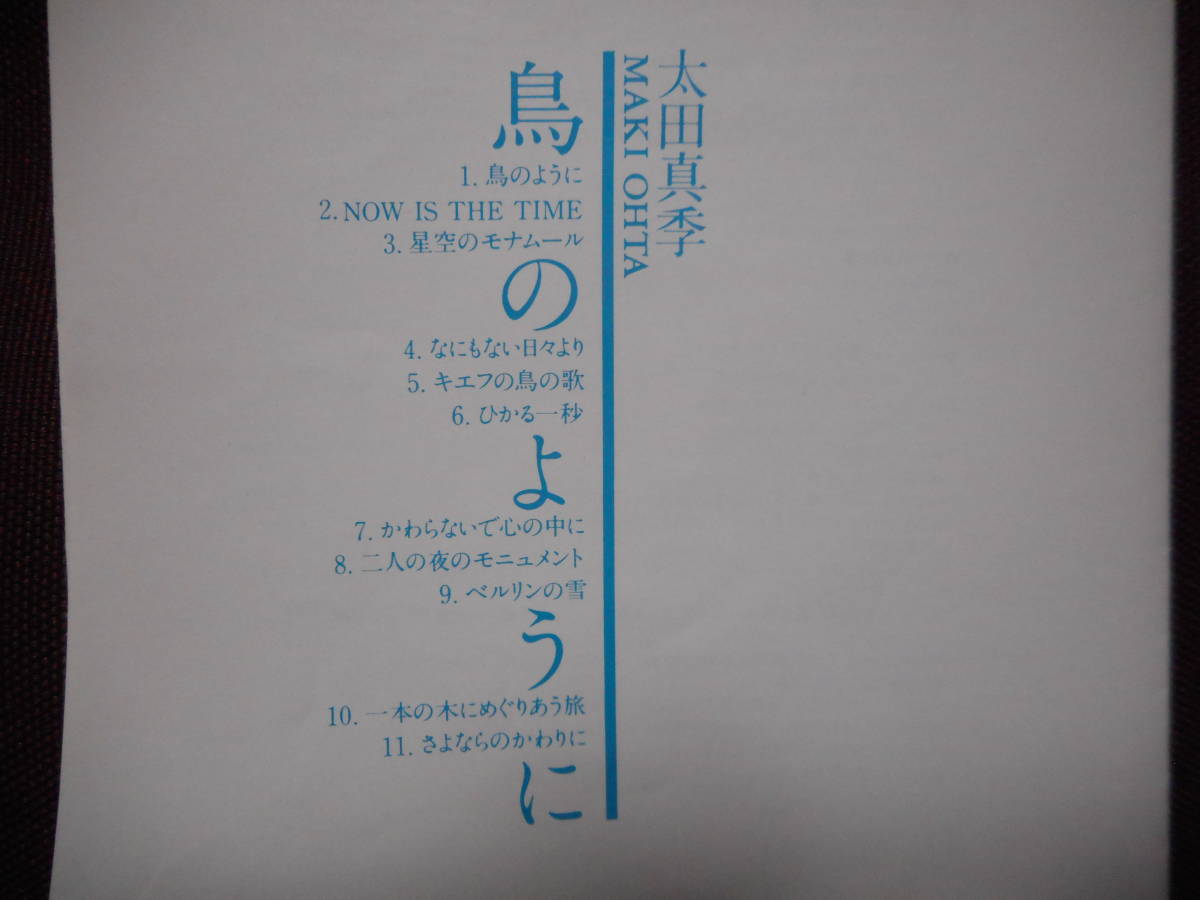 太田真季
MAKI OHTA
鳥のように
1. 鳥のように
2. NOW IS THE TIME
3. 星空のモナムール
4. なにもない日々より
5. キエフの鳥の歌
6. ひかる一秒
7. かわらないで心の中に
8. 二人の夜のモニュメント
9. ベルリンの雪
10. 一本の木にめぐりあう旅
11. さよならのかわりに